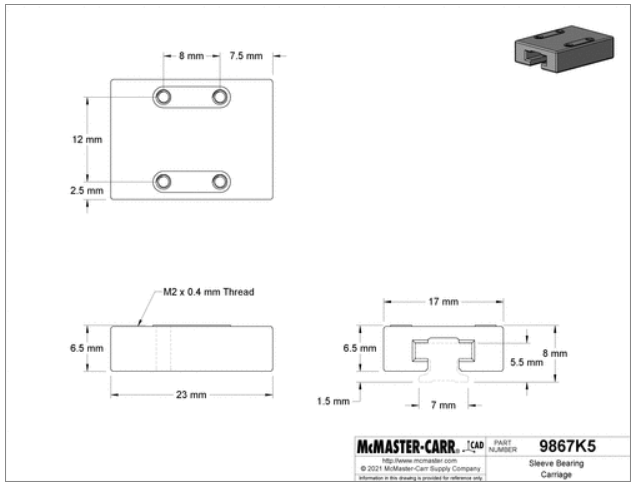 8 mm
7.5 mm
12 mm
2.5 mm
M2 x 0.4 mm Thread
6.5 mm
23 mm
17 mm
6.5 mm
5.5 mm
8 mm
1.5 mm
7 mm
McMASTER-CARR® CAD
PART NUMBER
9867K5
http://www.mcmaster.com
© 2021 McMaster-Carr Supply Company
Information in this drawing is provided for reference only.
Sleeve Bearing
Carriage